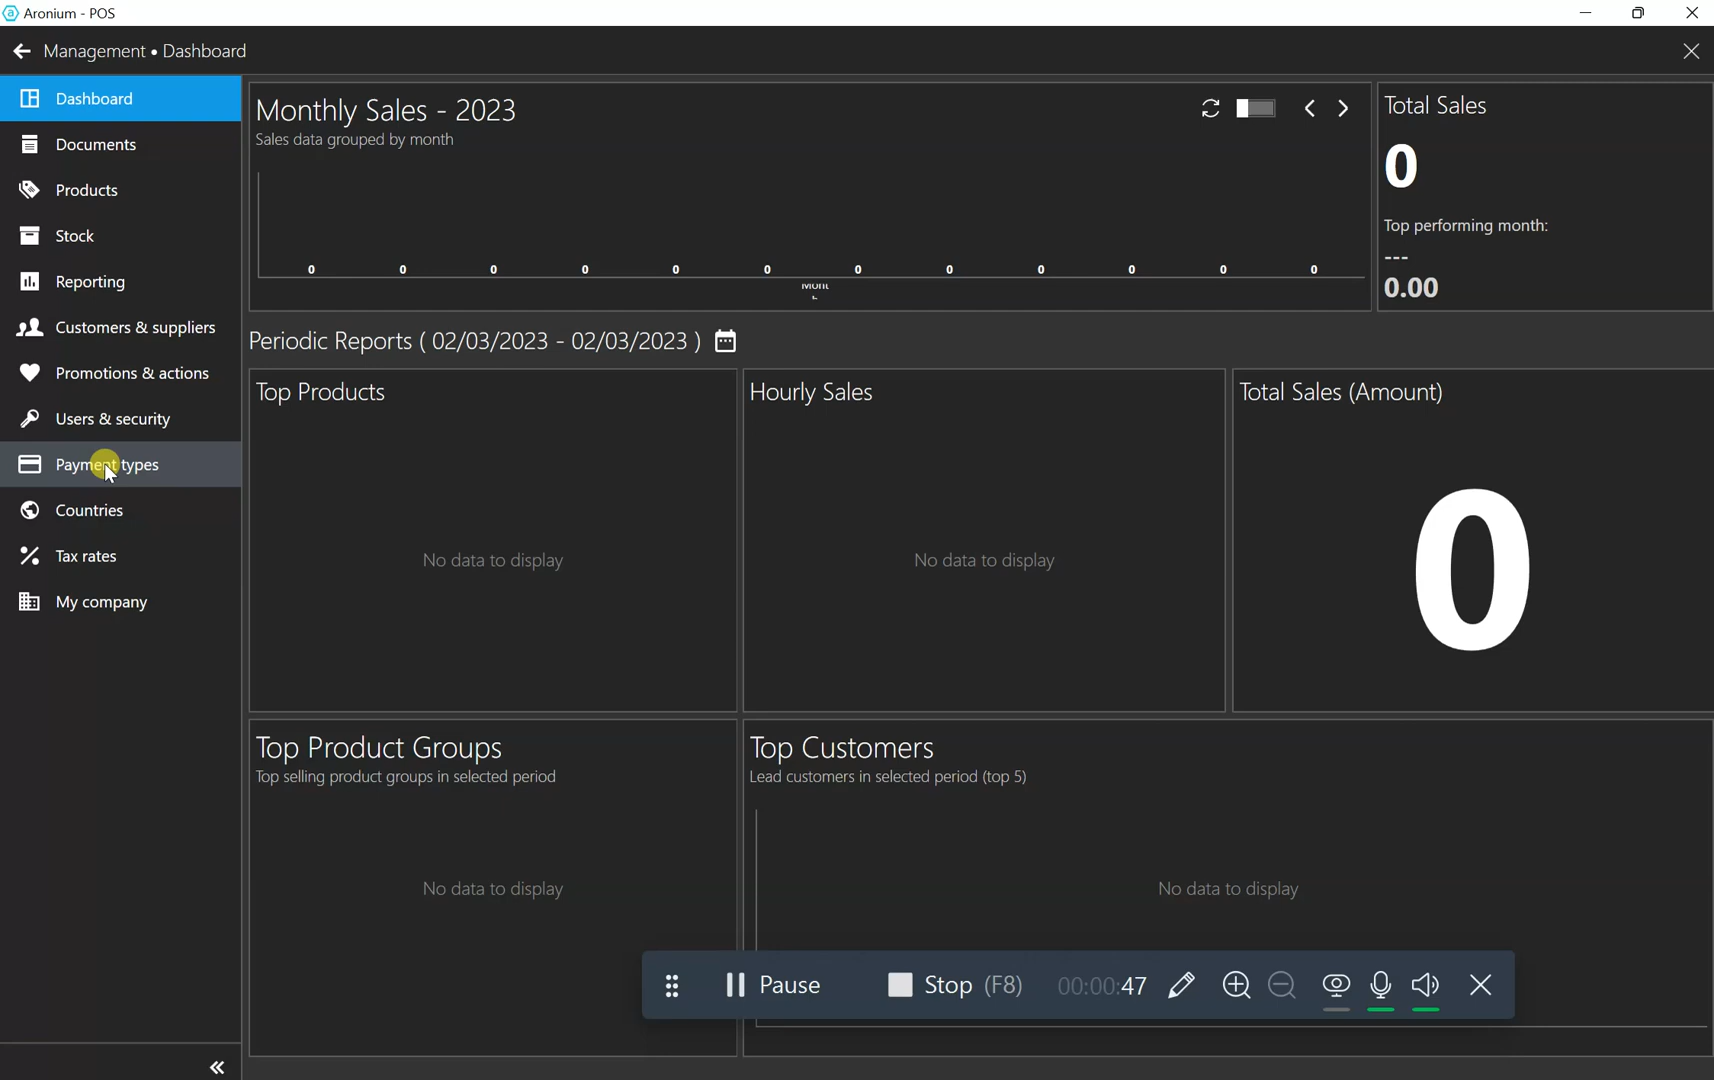 Aronium - POS
Management • Dashboard
Dashboard
Documents
Products
Stock
Reporting
Customers & suppliers
Promotions & actions
Users & security
Payment types
Countries
Tax rates
My company
Monthly Sales - 2023
Sales data grouped by month
0 0 0 0 0 0 0 0 0 0 0 0
Total Sales
0
Top performing month:
---
0.00
Periodic Reports ( 02/03/2023 - 02/03/2023 )
Top Products
No data to display
Hourly Sales
No data to display
Total Sales (Amount)
0
Top Product Groups
Top selling product groups in selected period
No data to display
Top Customers
Lead customers in selected period (top 5)
No data to display
Pause Stop (F8) 00:00:47